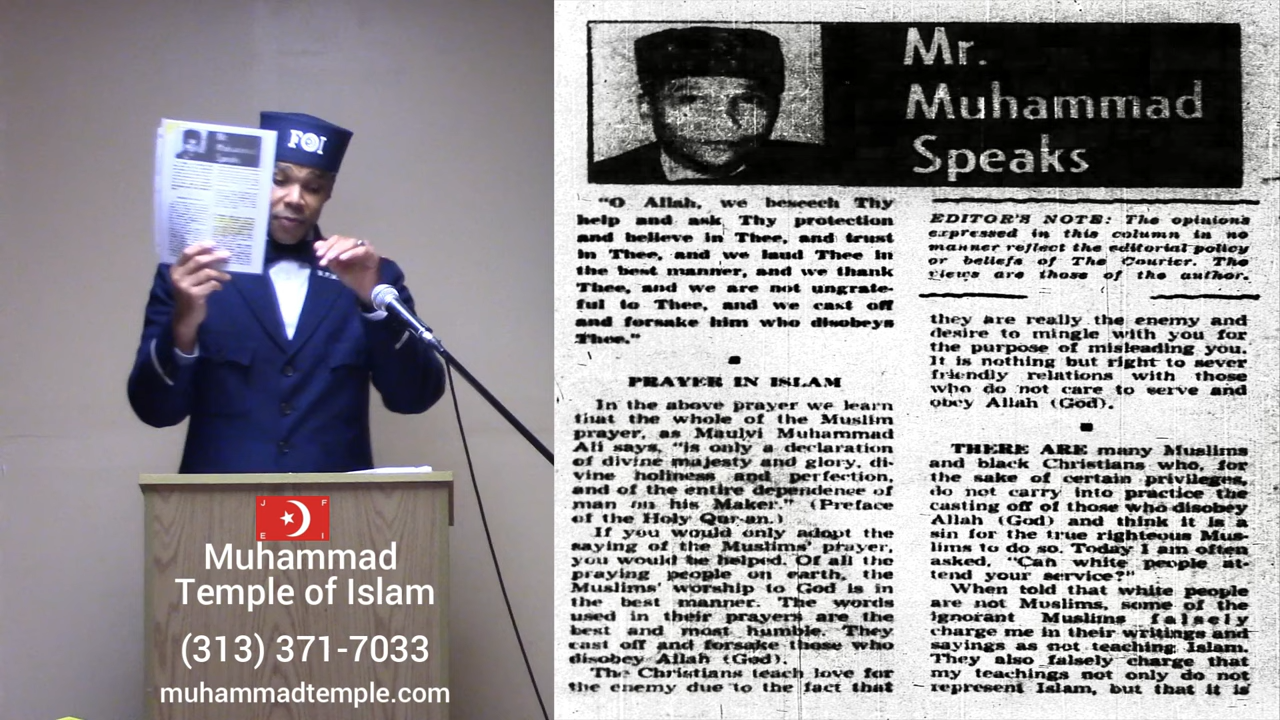 FOI
J F
E I
Muhammad
Temple of Islam
(313) 371-7033
muhammadtemple.com
Mr.
Muhammad
Speaks
"O Allah, we beseech Thy
help and ask Thy protection
and believe in Thee, and trust
in Thee, and we laud Thee in
the best manner, and we thank
Thee, and we are not ungrate-
ful to Thee, and we cast off
and forsake him who disobeys
Thee."
PRAYER IN ISLAM
In the above prayer we learn
that the whole of the Muslim
prayer, as Maulvi Muhammad
Ali says, "is only a declaration
of divine majesty and glory, di-
vine holiness and perfection,
and of the entire dependence of
man on his Maker." (Preface
of the Holy Qur-an.)
If you would only adopt the
saying of the Muslims' prayer,
you would be helped. Of all the
praying people on earth, the
Muslims' worship to God is in
the best manner. The words
used in their prayers are the
best and most humble. They
cast off and forsake those who
disobey Allah (God).
The Christians teach love for
the enemy due to the fact that
EDITOR'S NOTE: The opinions
expressed in this column in no
manner reflect the editorial policy
or beliefs of The Courier. The
views are those of the author.
they are really the enemy and
desire to mingle with you for
the purpose of misleading you.
It is nothing but right to sever
friendly relations with those
who do not care to serve and
obey Allah (God).
THERE ARE many Muslims
and black Christians who, for
the sake of certain privileges,
do not carry into practice the
casting off of those who disobey
Allah (God) and think it is a
sin for the true righteous Mus-
lims to do so. Today I am often
asked, "Can white people at-
tend your service?"
When told that white people
are not Muslims, some of the
ignorant Muslims falsely
charge me in their writings and
sayings as not teaching Islam.
They also falsely charge that
my teachings not only do not
represent Islam, but that it is